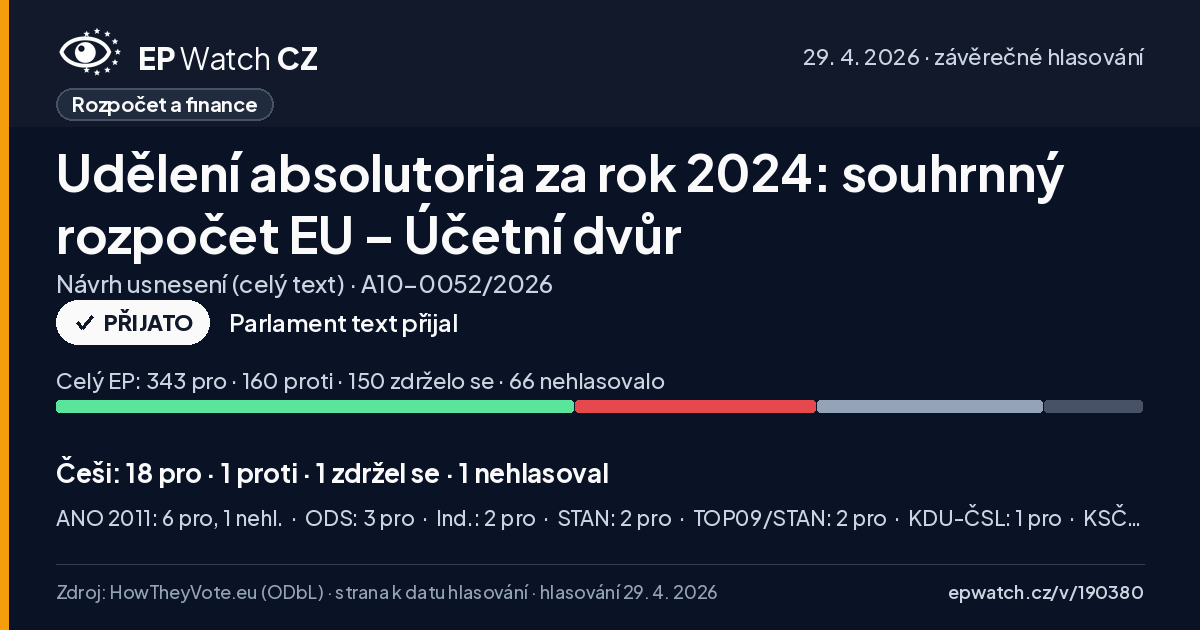 EP Watch CZ
29. 4. 2026 · závěrečné hlasování
Rozpočet a finance
Udělení absolutoria za rok 2024: souhrnný
rozpočet EU – Účetní dvůr
Návrh usnesení (celý text) · A10-0052/2026
✓ PŘIJATO Parlament text přijal
Celý EP: 343 pro · 160 proti · 150 zdrželo se · 66 nehlasovalo
Češi: 18 pro · 1 proti · 1 zdržel se · 1 nehlasoval
ANO 2011: 6 pro, 1 nehl. · ODS: 3 pro · Ind.: 2 pro · STAN: 2 pro · TOP09/STAN: 2 pro · KDU-ČSL: 1 pro · KSČ…
Zdroj: HowTheyVote.eu (ODbL) · strana k datu hlasování · hlasování 29. 4. 2026
epwatch.cz/v/190380